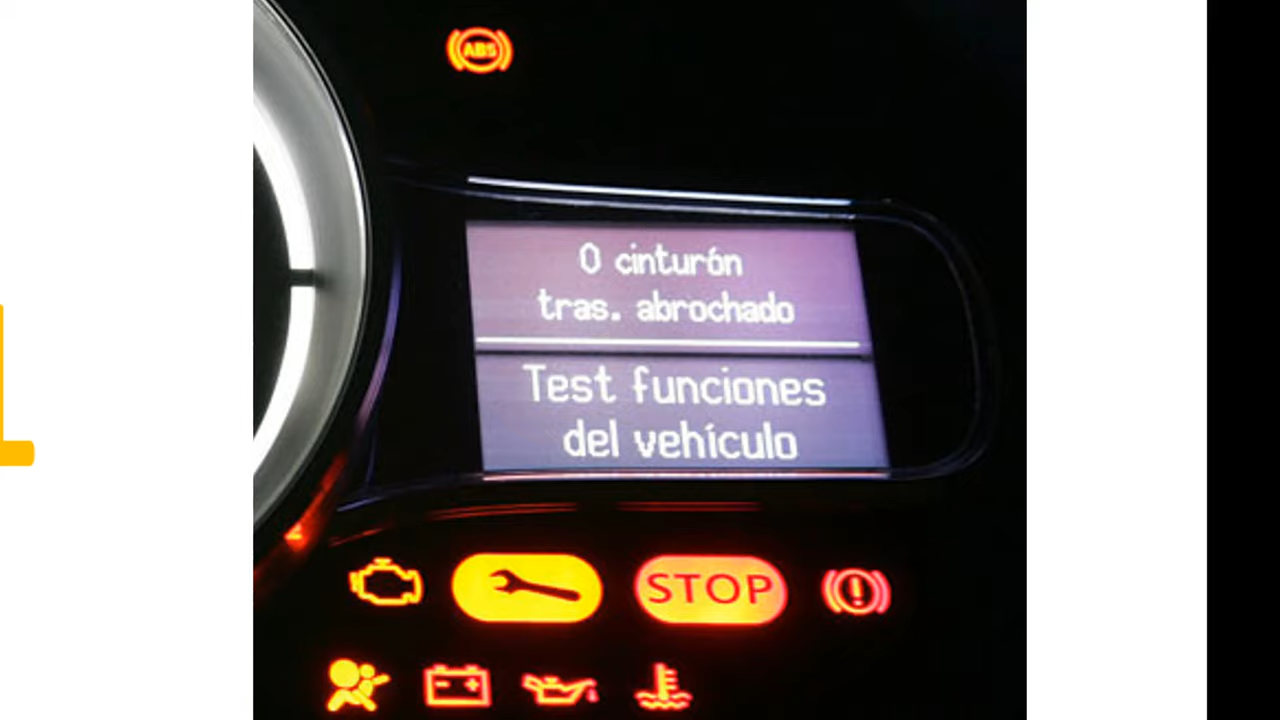 ABS
0 cinturón
tras. abrochado
Test funciones
del vehículo
STOP